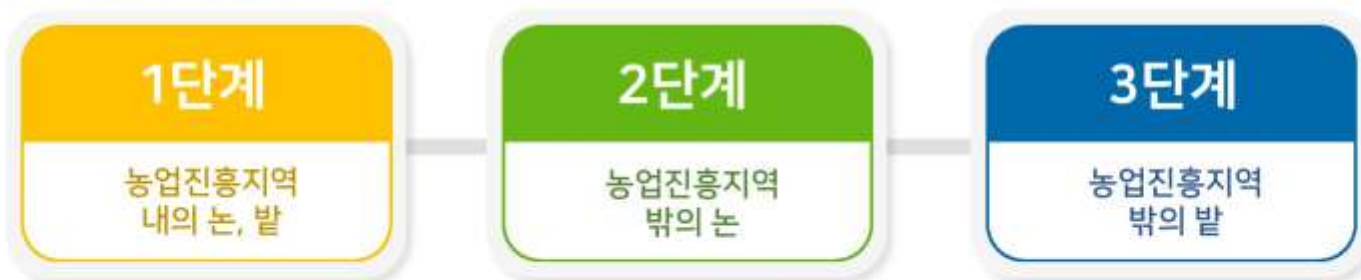 1단계
농업진흥지역
내의 논, 밭
2단계
농업진흥지역
밖의 논
3단계
농업진흥지역
밖의 밭